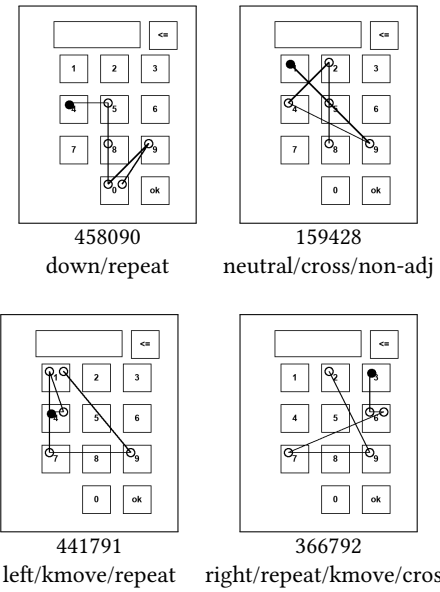 <=
1 2 3
4 5 6
7 8 9
0 ok
458090
down/repeat
<=
2 3
4 5 6
7 8 9
0 ok
159428
neutral/cross/non-adj
<=
1 2 3
4 5 6
7 8 9
0 ok
441791
left/kmove/repeat
<=
1 2 3
4 5 6
7 8 9
0 ok
366792
right/repeat/kmove/cros